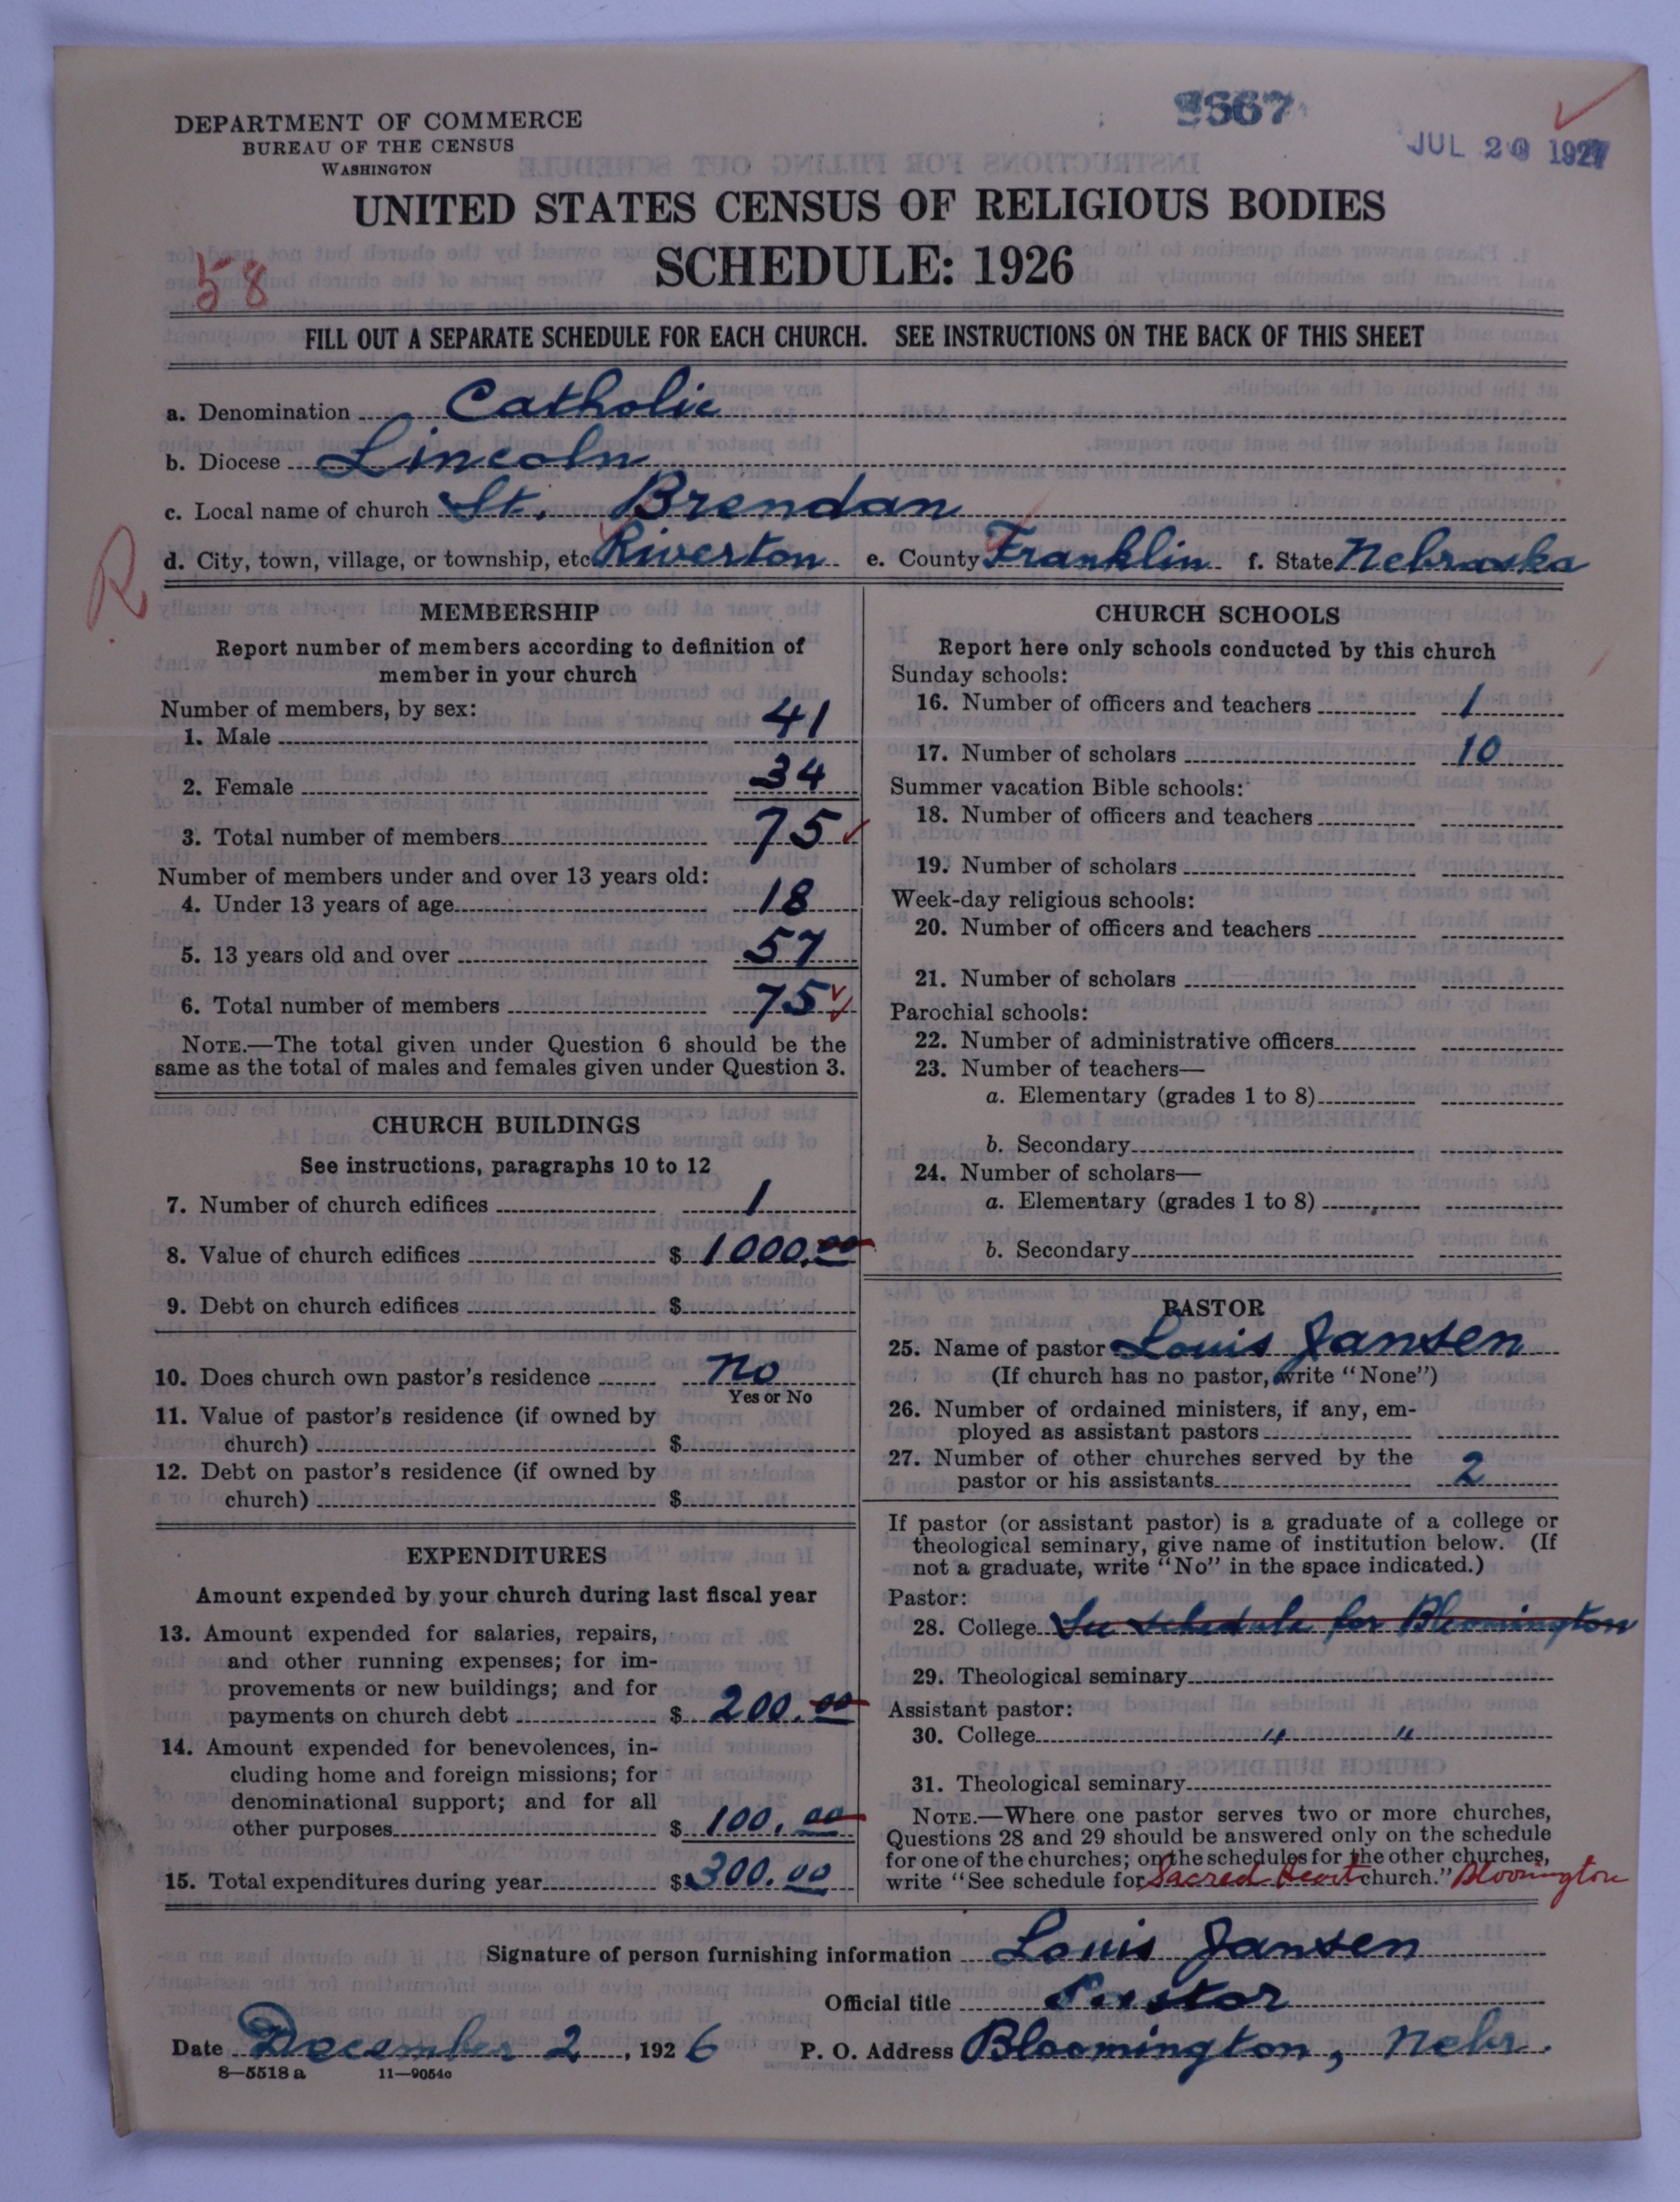 DEPARTMENT OF COMMERCE
BUREAU OF THE CENSUS
WASHINGTON
JUL 20 1927
UNITED STATES CENSUS OF RELIGIOUS BODIES
SCHEDULE: 1926
58
FILL OUT A SEPARATE SCHEDULE FOR EACH CHURCH. SEE INSTRUCTIONS ON THE BACK OF THIS SHEET
a. Denomination Catholic
b. Diocese Lincoln
c. Local name of church St. Brendan
R
d. City, town, village, or township, etc Riverton e. County Franklin f. State Nebraska
MEMBERSHIP
Report number of members according to definition of
member in your church
Number of members, by sex:
1. Male 41
2. Female 34
3. Total number of members 75
Number of members under and over 13 years old:
4. Under 13 years of age 18
5. 13 years old and over 57
6. Total number of members 75
NOTE.—The total given under Question 6 should be the
same as the total of males and females given under Question 3.
CHURCH BUILDINGS
See instructions, paragraphs 10 to 12
7. Number of church edifices 1
8. Value of church edifices $ 1000.00
9. Debt on church edifices $
10. Does church own pastor's residence No
Yes or No
11. Value of pastor's residence (if owned by
church) $
12. Debt on pastor's residence (if owned by
church) $
EXPENDITURES
Amount expended by your church during last fiscal year
13. Amount expended for salaries, repairs,
and other running expenses; for im-
provements or new buildings; and for
payments on church debt $ 200.00
14. Amount expended for benevolences, in-
cluding home and foreign missions; for
denominational support; and for all
other purposes $ 100.00
15. Total expenditures during year $ 300.00
CHURCH SCHOOLS
Report here only schools conducted by this church
Sunday schools:
16. Number of officers and teachers 1
17. Number of scholars 10
Summer vacation Bible schools:
18. Number of officers and teachers
19. Number of scholars
Week-day religious schools:
20. Number of officers and teachers
21. Number of scholars
Parochial schools:
22. Number of administrative officers
23. Number of teachers—
a. Elementary (grades 1 to 8)
b. Secondary
24. Number of scholars—
a. Elementary (grades 1 to 8)
b. Secondary
PASTOR
25. Name of pastor Louis Jansen
(If church has no pastor, write "None")
26. Number of ordained ministers, if any, em-
ployed as assistant pastors
27. Number of other churches served by the
pastor or his assistants 2
If pastor (or assistant pastor) is a graduate of a college or
theological seminary, give name of institution below. (If
not a graduate, write "No" in the space indicated.)
Pastor:
28. College See schedule for Bloomington
29. Theological seminary
Assistant pastor:
30. College " "
31. Theological seminary
NOTE.—Where one pastor serves two or more churches,
Questions 28 and 29 should be answered only on the schedule
for one of the churches; on the schedules for the other churches,
write "See schedule for Sacred Heart church." Bloomington
Signature of person furnishing information Louis Jansen
Official title Pastor
Date December 2, 1926 P. O. Address Bloomington, Nebr.
8—5518 a 11—9054c